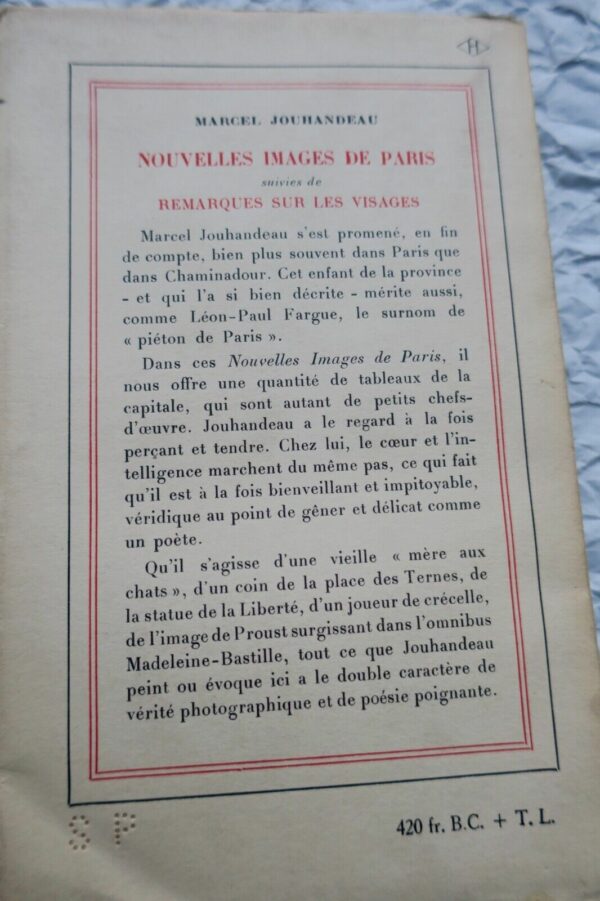 MARCEL JOUHANDEAU
NOUVELLES IMAGES DE PARIS
suivies de
REMARQUES SUR LES VISAGES
Marcel Jouhandeau s'est promené, en fin
de compte, bien plus souvent dans Paris que
dans Chaminadour. Cet enfant de la province
- et qui l'a si bien décrite - mérite aussi,
comme Léon-Paul Fargue, le surnom de
« piéton de Paris ».
Dans ces Nouvelles Images de Paris, il
nous offre une quantité de tableaux de la
capitale, qui sont autant de petits chefs-
d'œuvre. Jouhandeau a le regard à la fois
perçant et tendre. Chez lui, le cœur et l'in-
telligence marchent du même pas, ce qui fait
qu'il est à la fois bienveillant et impitoyable,
véridique au point de gêner et délicat comme
un poète.
Qu'il s'agisse d'une vieille « mère aux
chats », d'un coin de la place des Ternes, de
la statue de la Liberté, d'un joueur de crécelle,
de l'image de Proust surgissant dans l'omnibus
Madeleine-Bastille, tout ce que Jouhandeau
peint ou évoque ici a le double caractère de
vérité photographique et de poésie poignante.
S P
420 fr. B.C. + T. L.